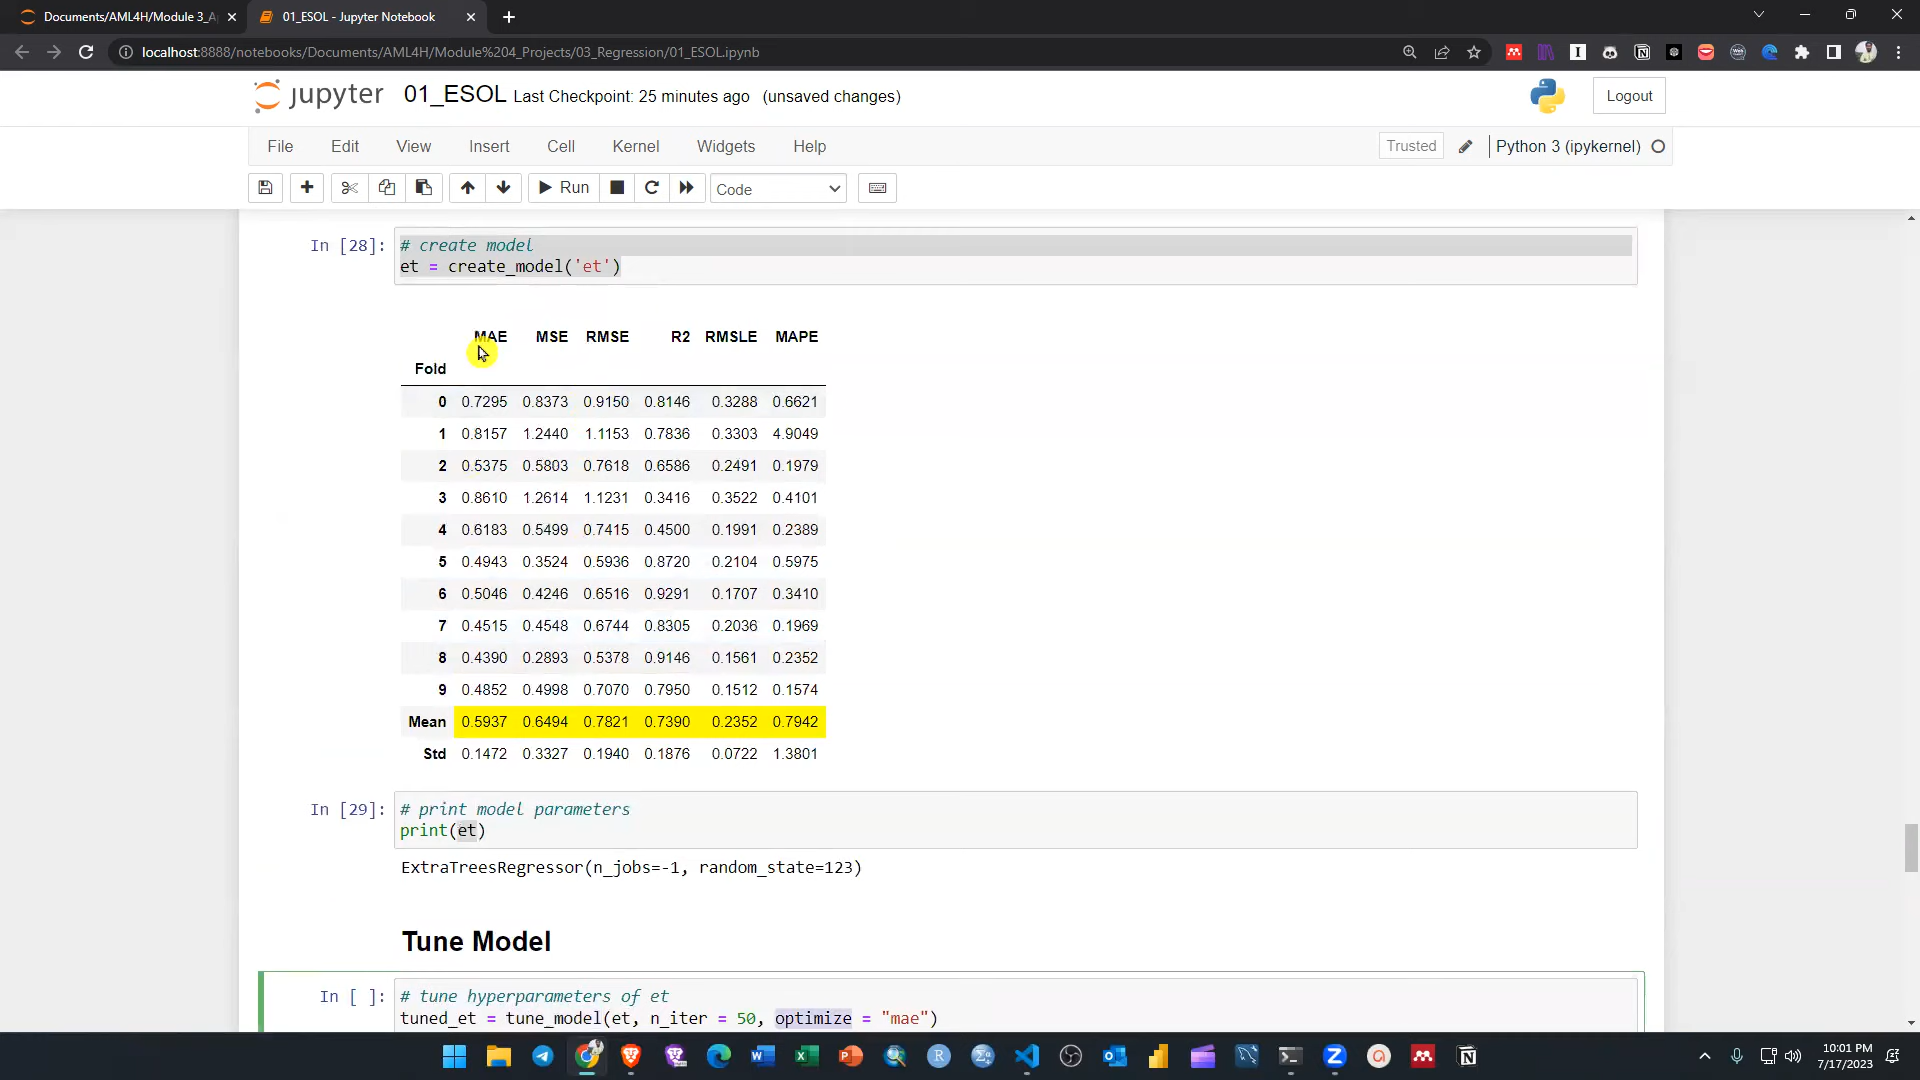 Documents/AML4H/Module 3_A
01_ESOL - Jupyter Notebook
localhost:8888/notebooks/Documents/AML4H/Module%204_Projects/03_Regression/01_ESOL.ipynb
jupyter 01_ESOL Last Checkpoint: 25 minutes ago (unsaved changes)
Logout
File Edit View Insert Cell Kernel Widgets Help
Trusted Python 3 (ipykernel)
Run Code
In [28]: # create model
et = create_model('et')
MAE MSE RMSE R2 RMSLE MAPE
Fold
0 0.7295 0.8373 0.9150 0.8146 0.3288 0.6621
1 0.8157 1.2440 1.1153 0.7836 0.3303 4.9049
2 0.5375 0.5803 0.7618 0.6586 0.2491 0.1979
3 0.8610 1.2614 1.1231 0.3416 0.3522 0.4101
4 0.6183 0.5499 0.7415 0.4500 0.1991 0.2389
5 0.4943 0.3524 0.5936 0.8720 0.2104 0.5975
6 0.5046 0.4246 0.6516 0.9291 0.1707 0.3410
7 0.4515 0.4548 0.6744 0.8305 0.2036 0.1969
8 0.4390 0.2893 0.5378 0.9146 0.1561 0.2352
9 0.4852 0.4998 0.7070 0.7950 0.1512 0.1574
Mean 0.5937 0.6494 0.7821 0.7390 0.2352 0.7942
Std 0.1472 0.3327 0.1940 0.1876 0.0722 1.3801
In [29]: # print model parameters
print(et)
ExtraTreesRegressor(n_jobs=-1, random_state=123)
Tune Model
In [ ]: # tune hyperparameters of et
tuned_et = tune_model(et, n_iter = 50, optimize = "mae")
10:01 PM
7/17/2023